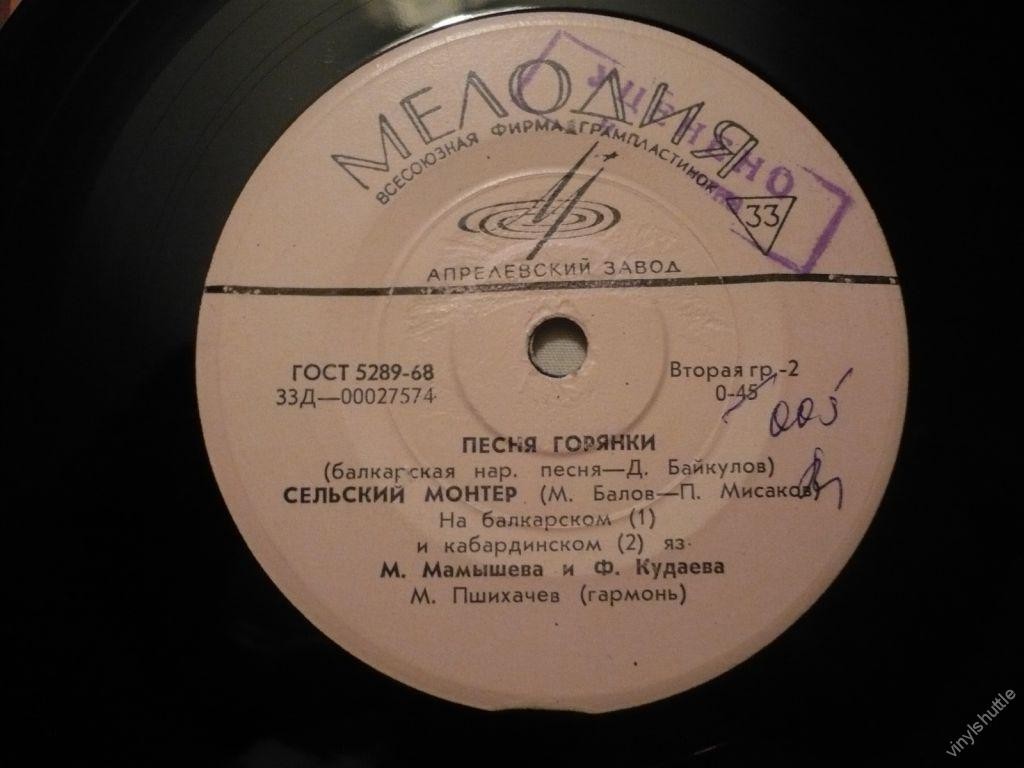 МЕЛОДИЯ
ВСЕСОЮЗНАЯ ФИРМА ГРАМПЛАСТИНОК
УЦЕНЕНО
33
АПРЕЛЕВСКИЙ ЗАВОД
ГОСТ 5289-68
33Д—00027574
Вторая гр.-2
0-45
ПЕСНЯ ГОРЯНКИ
(балкарская нар. песня—Д. Байкулов)
СЕЛЬСКИЙ МОНТЕР (М. Балов—П. Мисаков)
На балкарском (1)
и кабардинском (2) яз.
М. Мамышева и Ф. Кудаева
М. Пшихачев (гармонь)
vinylshuttle